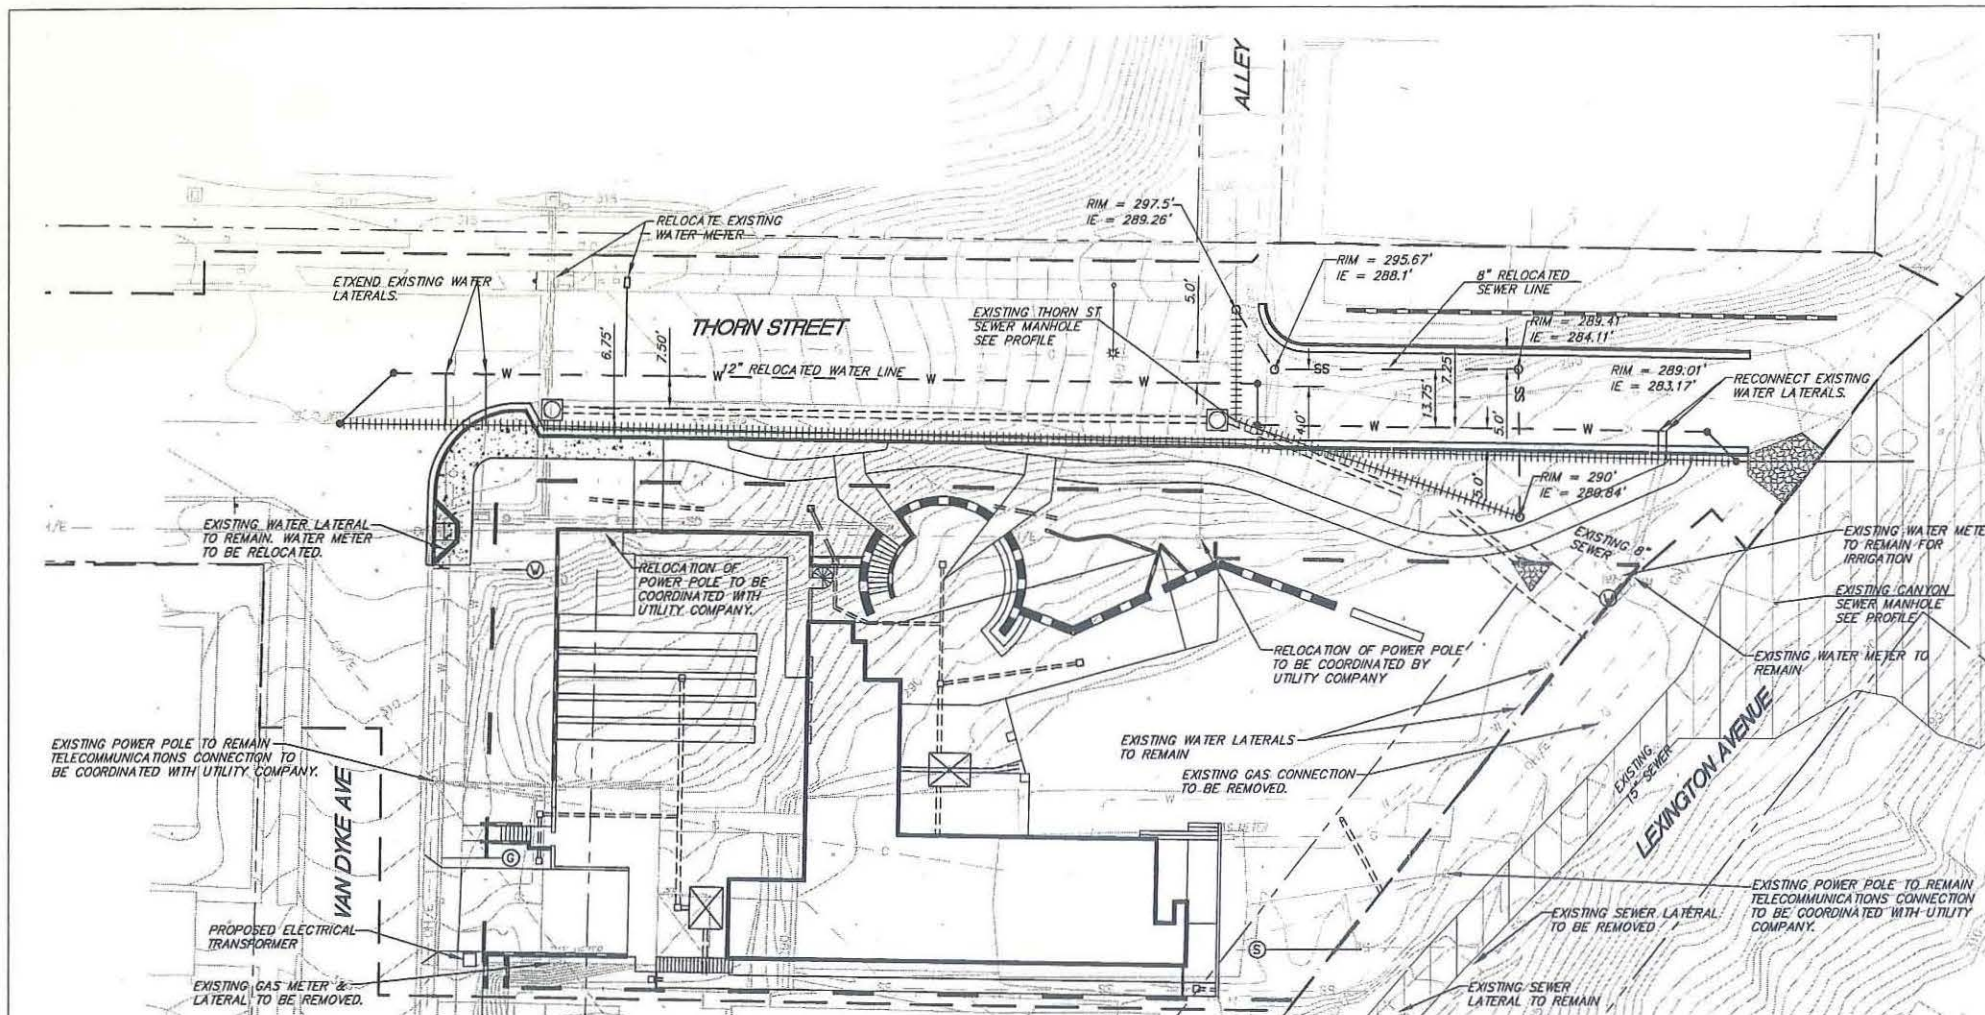 ALLEY
RIM = 297.5'
IE = 289.26'
RELOCATE EXISTING
WATER METER
RIM = 295.67'
IE = 288.1'
8" RELOCATED
SEWER LINE
ETXEND EXISTING WATER
LATERALS.
5.0'
THORN STREET
EXISTING THORN ST
SEWER MANHOLE
SEE PROFILE
RIM = 289.41'
IE = 284.11'
6.75'
7.50'
W
12" RELOCATED WATER LINE
W
W
W
SS
SS
13.75'
7.25'
RIM = 289.01'
IE = 283.17'
RECONNECT EXISTING
WATER LATERALS.
4.0'
5.0'
W
W
5.0'
RIM = 290'
IE = 280.84'
EXISTING WATER LATERAL
TO REMAIN. WATER METER
TO BE RELOCATED.
W
RELOCATION OF
POWER POLE TO BE
COORDINATED WITH
UTILITY COMPANY.
EXISTING 8"
SEWER
EXISTING WATER METE
TO REMAIN FOR
IRRIGATION
W
EXISTING CANYON
SEWER MANHOLE
SEE PROFILE
RELOCATION OF POWER POLE
TO BE COORDINATED BY
UTILITY COMPANY
EXISTING WATER METER TO
REMAIN
EXISTING WATER LATERALS
TO REMAIN
EXISTING GAS CONNECTION
TO BE REMOVED.
EXISTING
15" SEWER
LEXINGTON AVENUE
EXISTING POWER POLE TO REMAIN
TELECOMMUNICATIONS CONNECTION TO
BE COORDINATED WITH UTILITY COMPANY.
VAN DYKE AVE
G
EXISTING POWER POLE TO REMAIN
TELECOMMUNICATIONS CONNECTION
TO BE COORDINATED WITH UTILITY
COMPANY.
EXISTING SEWER LATERAL
TO BE REMOVED
PROPOSED ELECTRICAL
TRANSFORMER
S
EXISTING GAS METER &
LATERAL TO BE REMOVED.
EXISTING SEWER
LATERAL TO REMAIN